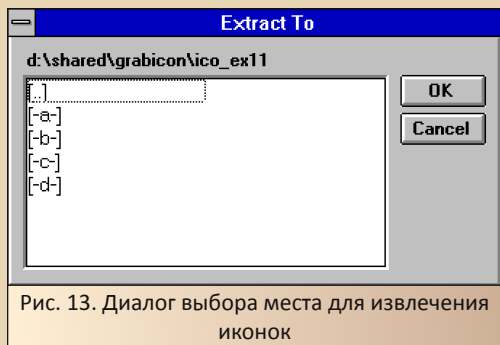 Extract To
d:\shared\grabicon\ico_ex11
[..]
[-a-]
[-b-]
[-c-]
[-d-]
OK
Cancel
Рис. 13. Диалог выбора места для извлечения
иконок